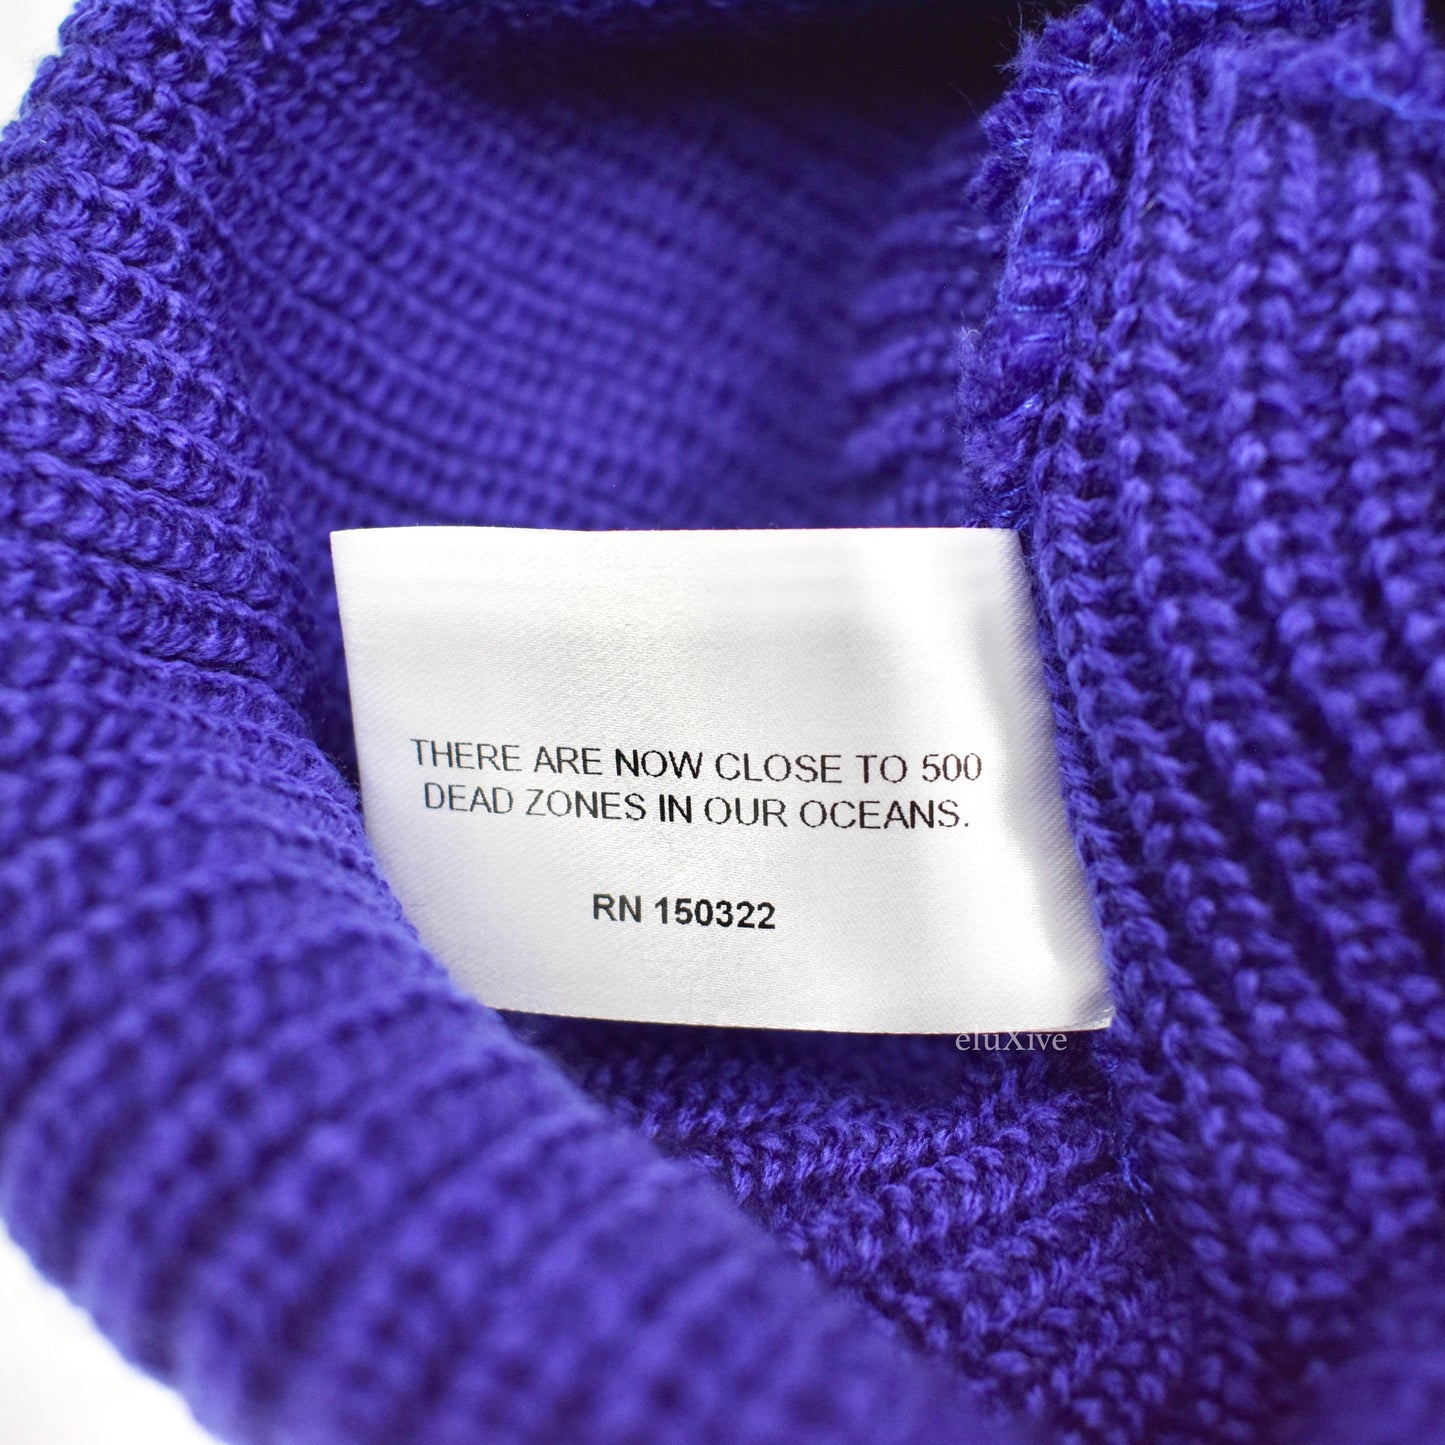 THERE ARE NOW CLOSE TO 500
DEAD ZONES IN OUR OCEANS.
RN 150322
eluXive